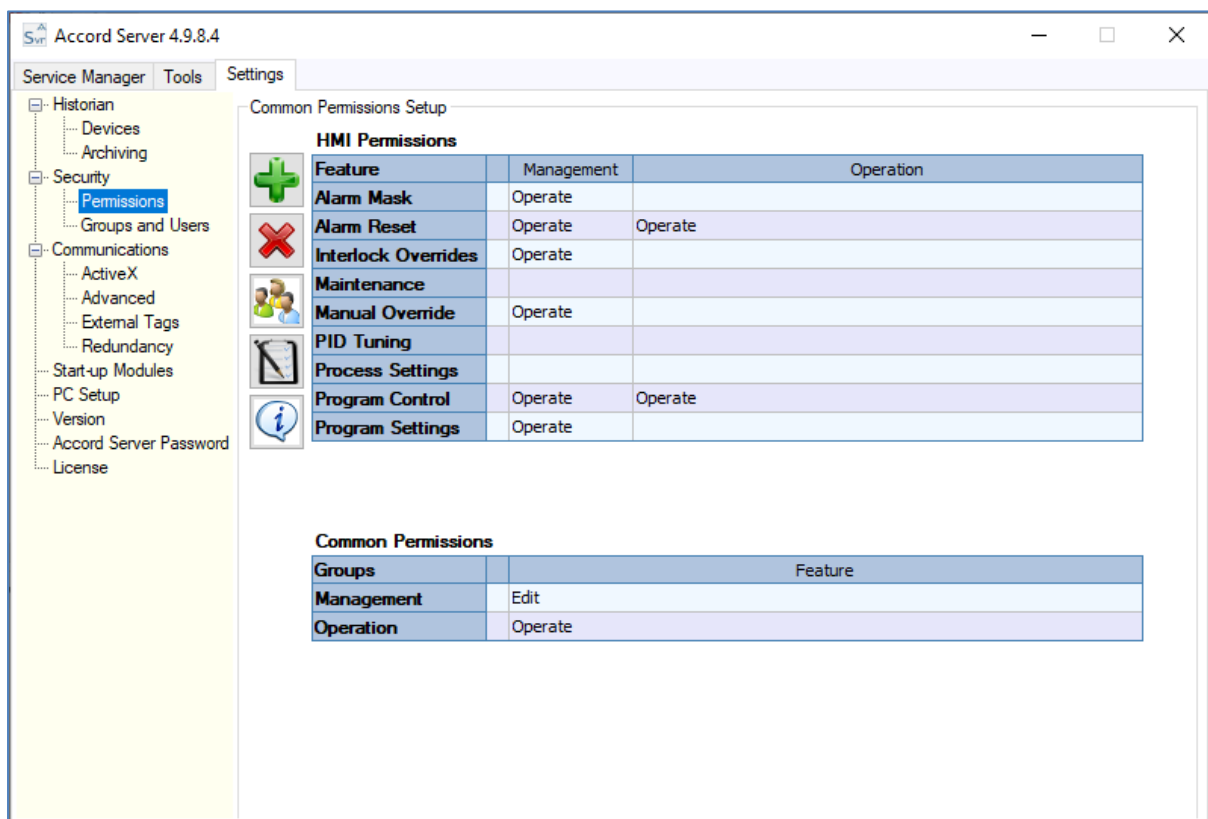 Accord Server 4.9.8.4
Service Manager Tools Settings
Historian
Devices
Archiving
Security
Permissions
Groups and Users
Communications
ActiveX
Advanced
External Tags
Redundancy
Start-up Modules
PC Setup
Version
Accord Server Password
License
Common Permissions Setup
HMI Permissions
Feature Management Operation
Alarm Mask Operate
Alarm Reset Operate Operate
Interlock Overrides Operate
Maintenance
Manual Override Operate
PID Tuning
Process Settings
Program Control Operate Operate
Program Settings Operate
Common Permissions
Groups Feature
Management Edit
Operation Operate